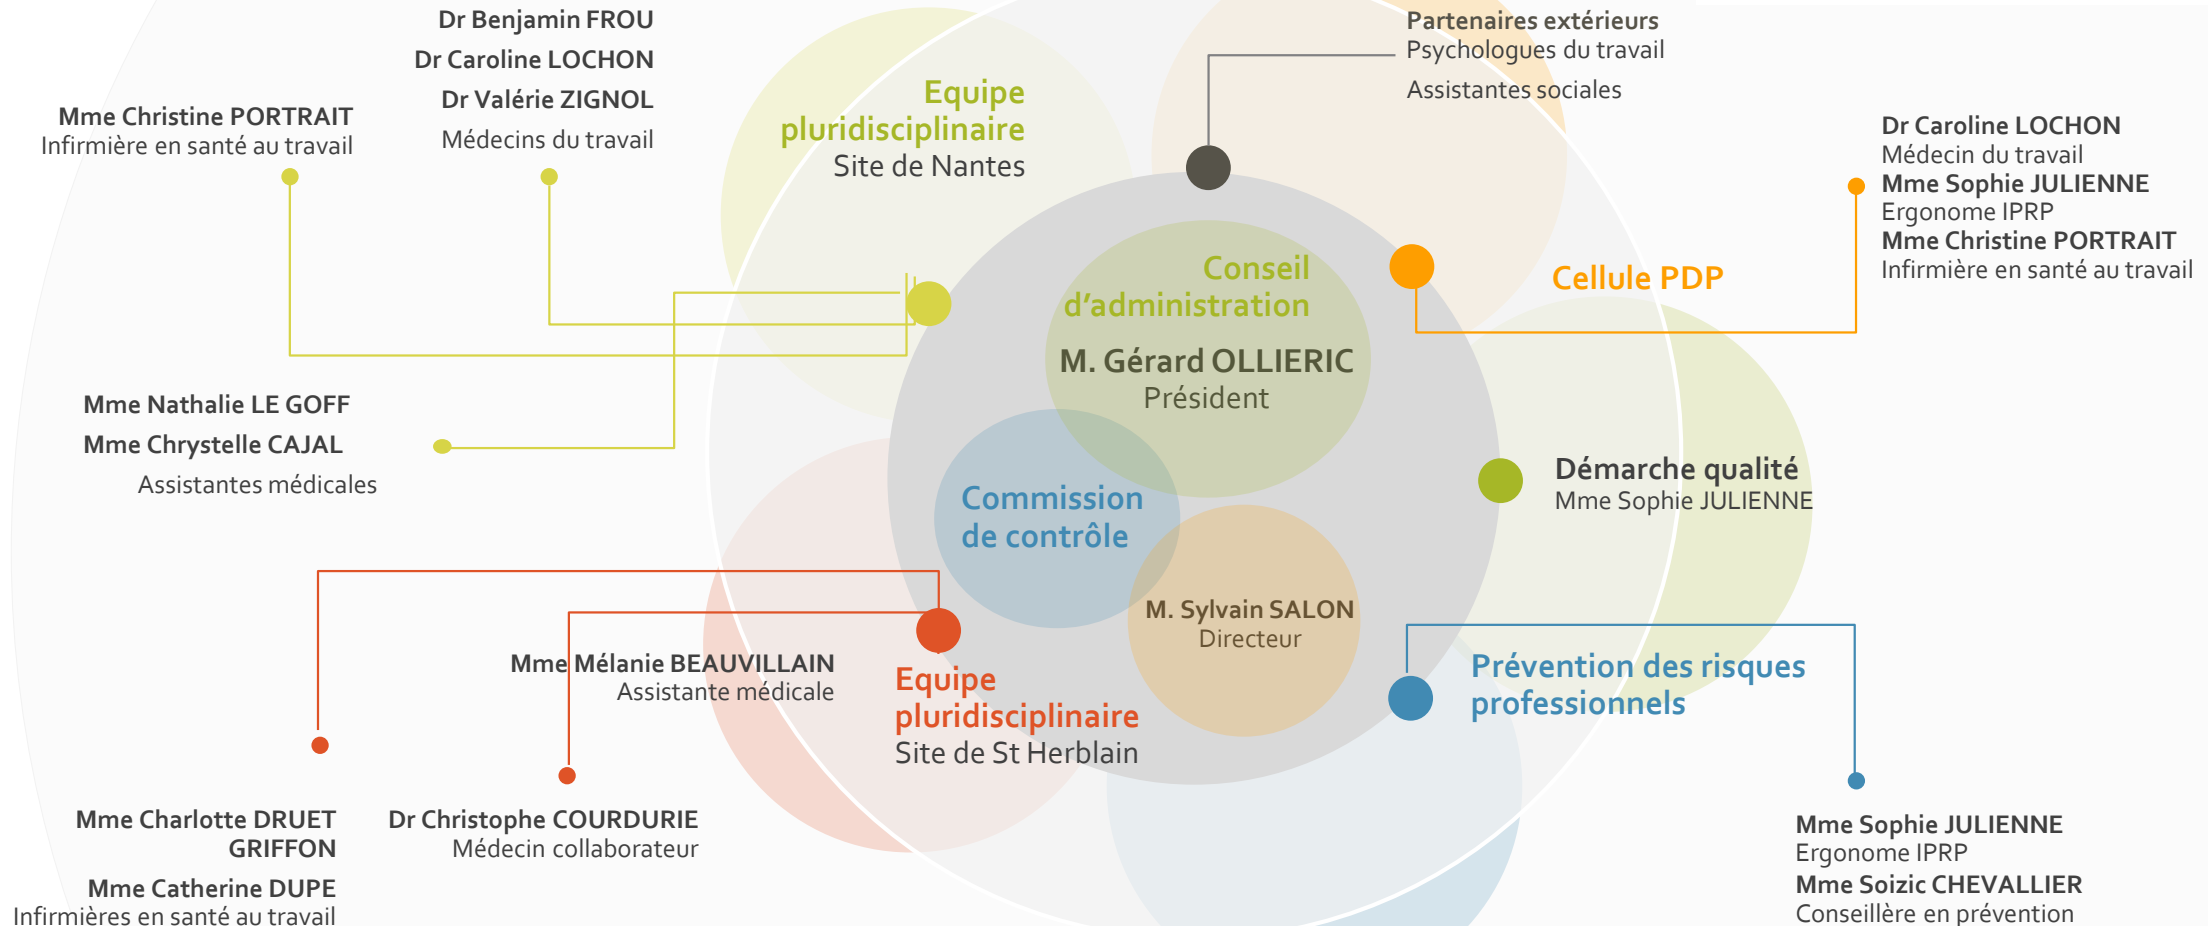 Dr Benjamin FROU
Dr Caroline LOCHON
Dr Valérie ZIGNOL
Médecins du travail
Mme Christine PORTRAIT
Infirmière en santé au travail
Equipe
pluridisciplinaire
Site de Nantes
Partenaires extérieurs
Psychologues du travail
Assistantes sociales
Dr Caroline LOCHON
Médecin du travail
Mme Sophie JULIENNE
Ergonome IPRP
Mme Christine PORTRAIT
Infirmière en santé au travail
Cellule PDP
Conseil
d'administration
M. Gérard OLLIERIC
Président
Mme Nathalie LE GOFF
Mme Chrystelle CAJAL
Assistantes médicales
Commission
de contrôle
Démarche qualité
Mme Sophie JULIENNE
M. Sylvain SALON
Directeur
Mme Mélanie BEAUVILLAIN
Assistante médicale
Equipe
pluridisciplinaire
Site de St Herblain
Prévention des risques
professionnels
Mme Charlotte DRUET
GRIFFON
Mme Catherine DUPE
Infirmières en santé au travail
Dr Christophe COURDURIE
Médecin collaborateur
Mme Sophie JULIENNE
Ergonome IPRP
Mme Soizic CHEVALLIER
Conseillère en prévention